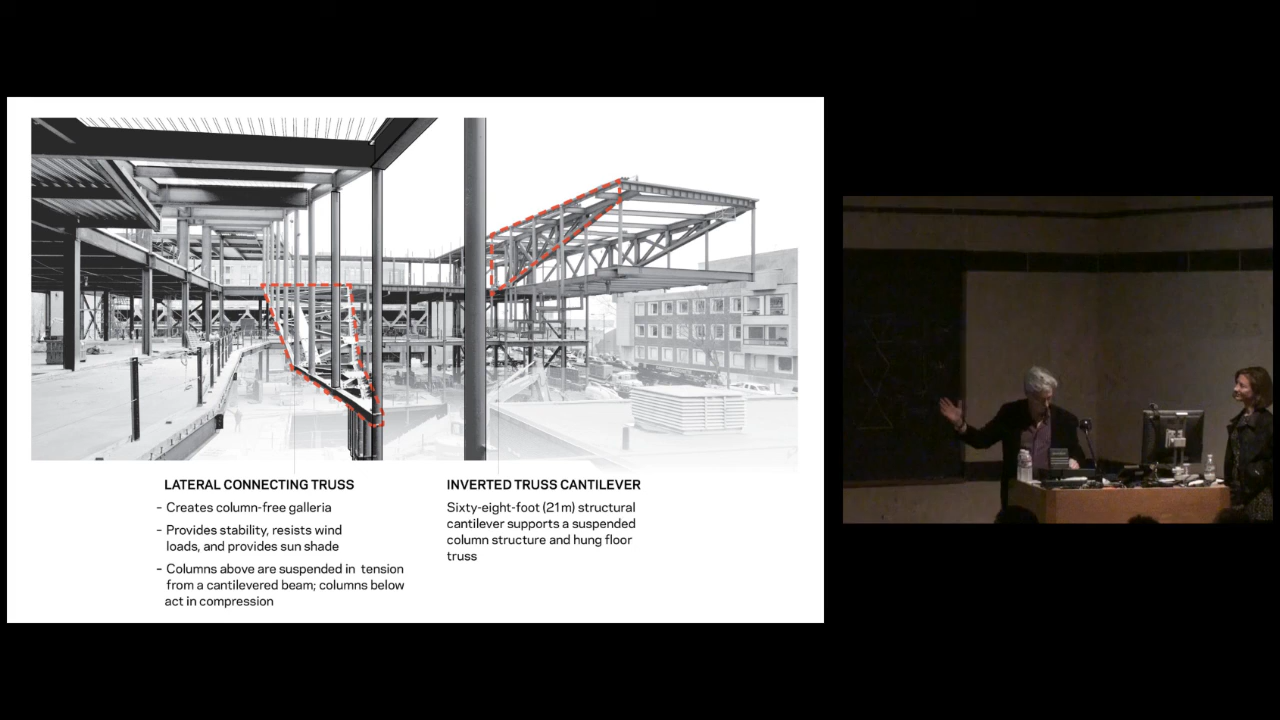 LATERAL CONNECTING TRUSS
- Creates column-free galleria
- Provides stability, resists wind
loads, and provides sun shade
- Columns above are suspended in tension
from a cantilevered beam; columns below
act in compression
INVERTED TRUSS CANTILEVER
Sixty-eight-foot (21m) structural
cantilever supports a suspended
column structure and hung floor
truss